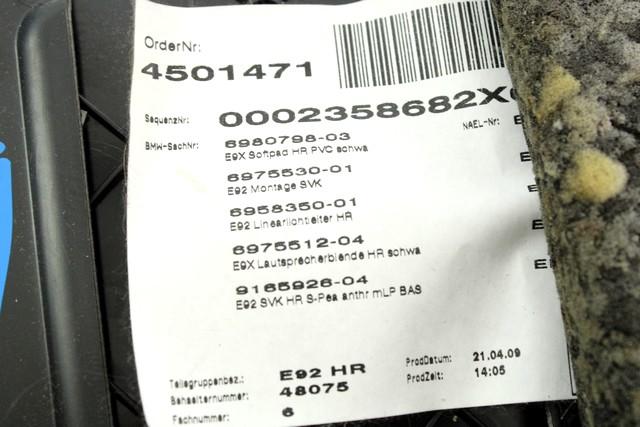 OrderNr:
4501471
SequenzNr: 0002358682X
BMW-SachNr: 6980798-03 NAEL-Nr: E
E9X Softpad HR PVC schwa
6975530-01 E
E92 Montage SVK
6958350-01 E
E92 Linearlichtleiter HR
6975512-04 E
E9X Lautsprecherblende HR schwa
9165926-04 E
E92 SVK HR S-Pea anthr mLP BAS
Teilegruppenbez.: E92 HR ProdDatum: 21.04.09
Behaelternummer: 48075 ProdZeit: 14:05
Fachnummer: 6